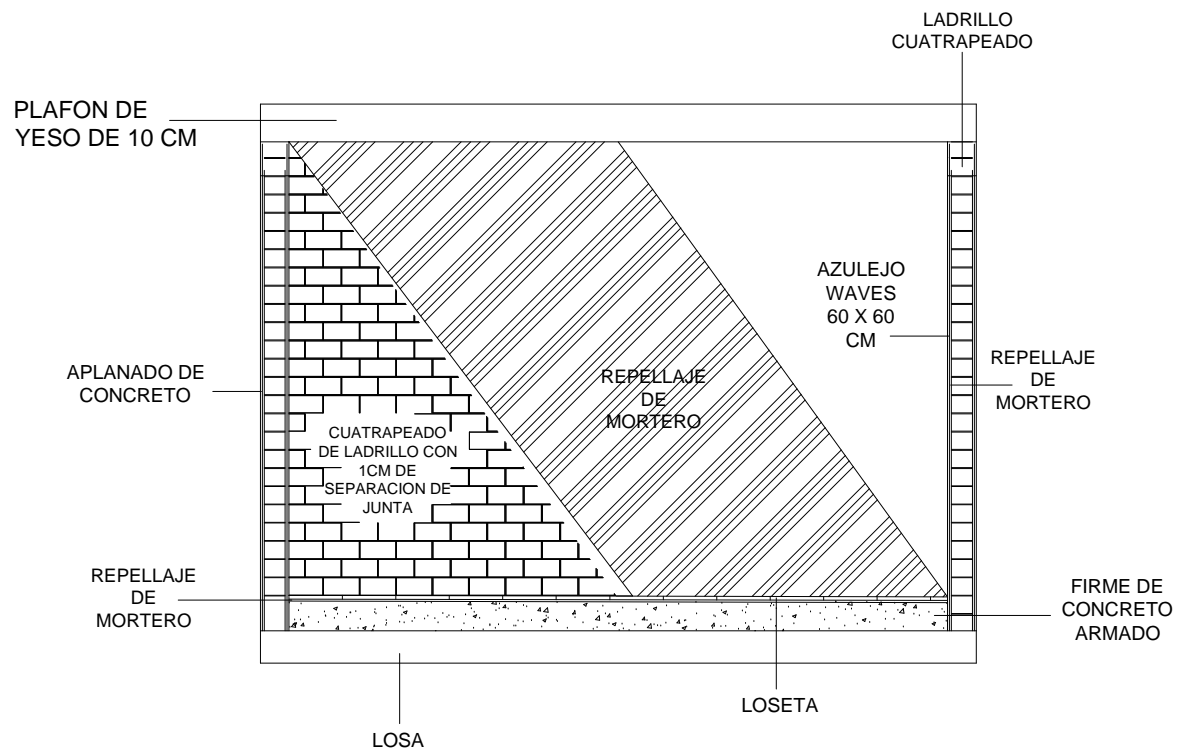 LADRILLO
CUATRAPEADO
PLAFON DE
YESO DE 10 CM
AZULEJO
WAVES
60 X 60
CM
APLANADO DE
CONCRETO
REPELLAJE
DE
MORTERO
REPELLAJE
DE
MORTERO
CUATRAPEADO
DE LADRILLO CON
1CM DE
SEPARACION DE
JUNTA
REPELLAJE
DE
MORTERO
FIRME DE
CONCRETO
ARMADO
LOSETA
LOSA